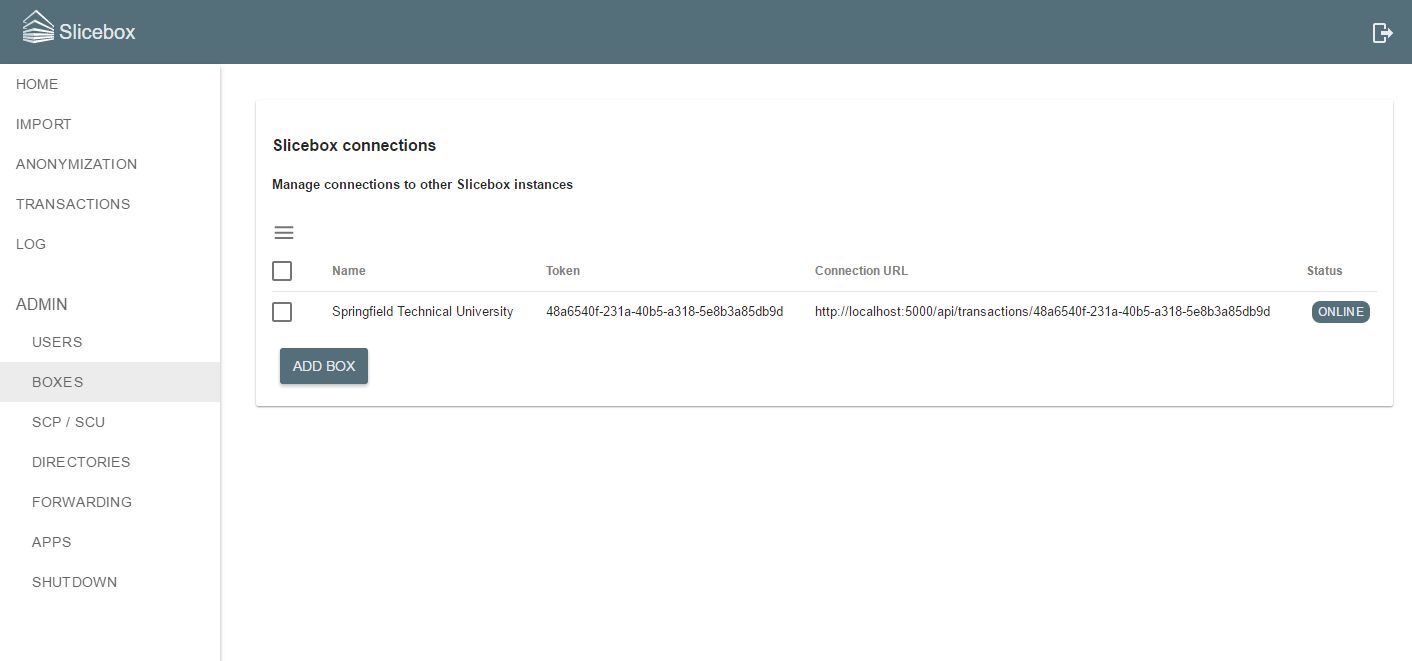 Slicebox
HOME
IMPORT
ANONYMIZATION
TRANSACTIONS
LOG
ADMIN
USERS
BOXES
SCP / SCU
DIRECTORIES
FORWARDING
APPS
SHUTDOWN
Slicebox connections
Manage connections to other Slicebox instances
Name Token Connection URL Status
Springfield Technical University 48a6540f-231a-40b5-a318-5e8b3a85db9d http://localhost:5000/api/transactions/48a6540f-231a-40b5-a318-5e8b3a85db9d ONLINE
ADD BOX